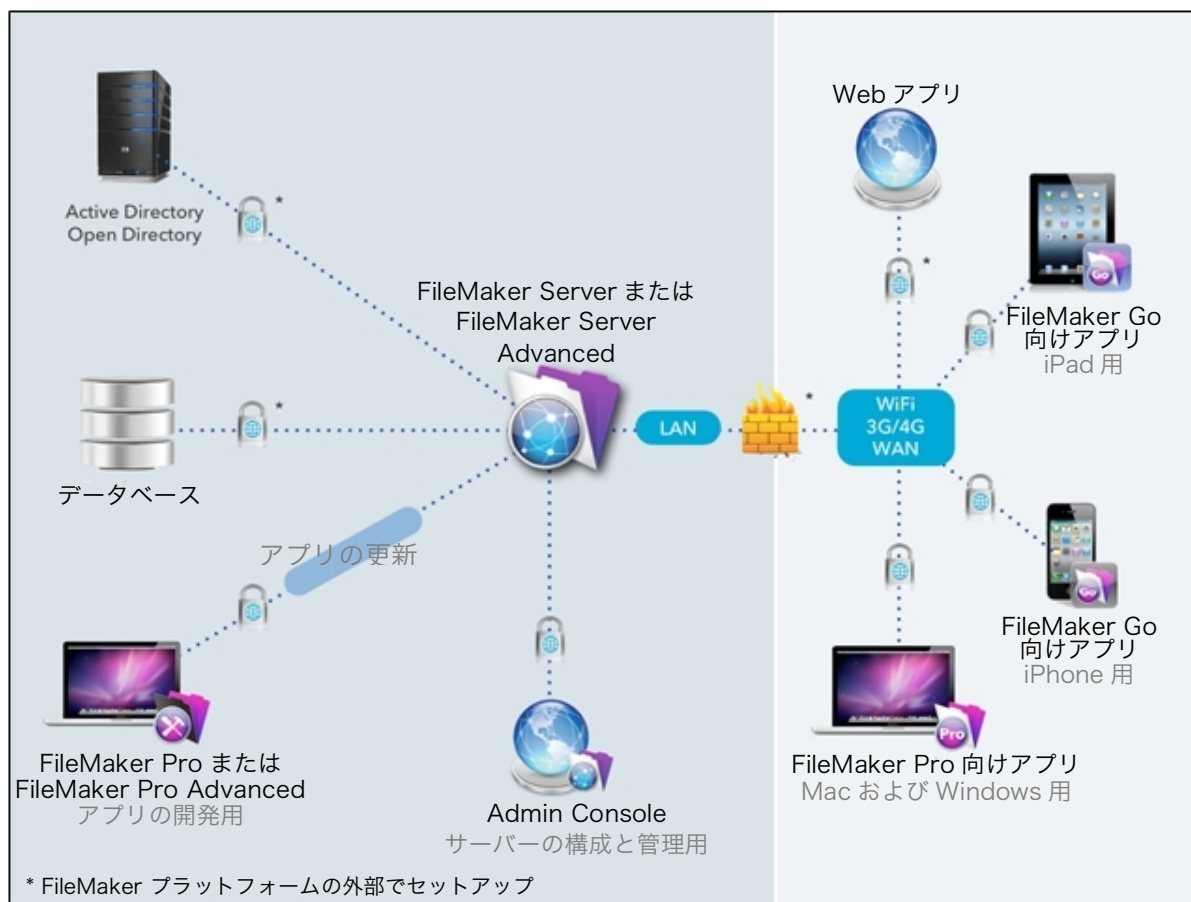 Active Directory
Open Directory
*
FileMaker Server または
FileMaker Server
Advanced
データベース
*
アプリの更新
FileMaker Pro または
FileMaker Pro Advanced
アプリの開発用
Admin Console
サーバーの構成と管理用
LAN
*
WiFi
3G/4G
WAN
Web アプリ
*
Go
FileMaker Go
向けアプリ
iPad 用
Go
FileMaker Go
向けアプリ
iPhone 用
Pro
FileMaker Pro 向けアプリ
Mac および Windows 用
* FileMaker プラットフォームの外部でセットアップ